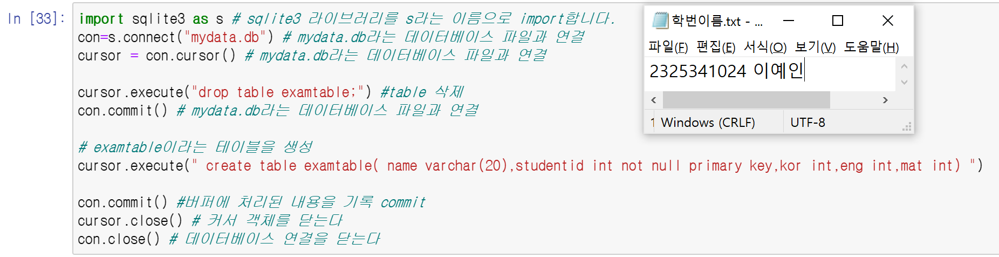 In [33]:
import sqlite3 as s # sqlite3 라이브러리를 s라는 이름으로 import합니다.
con=s.connect("mydata.db") # mydata.db라는 데이터베이스 파일과 연결
cursor = con.cursor() # mydata.db라는 데이터베이스 파일과 연결
cursor.execute("drop table examtable;") #table 삭제
con.commit() # mydata.db라는 데이터베이스 파일과 연결
# examtable이라는 테이블을 생성
cursor.execute(" create table examtable( name varchar(20),studentid int not null primary key,kor int,eng int,mat int) ")
con.commit() #버퍼에 처리된 내용을 기록 commit
cursor.close() # 커서 객체를 닫는다
con.close() # 데이터베이스 연결을 닫는다
학번이름.txt - ...
파일(F) 편집(E) 서식(O) 보기(V) 도움말(H)
2325341024 이예인
1 Windows (CRLF) UTF-8